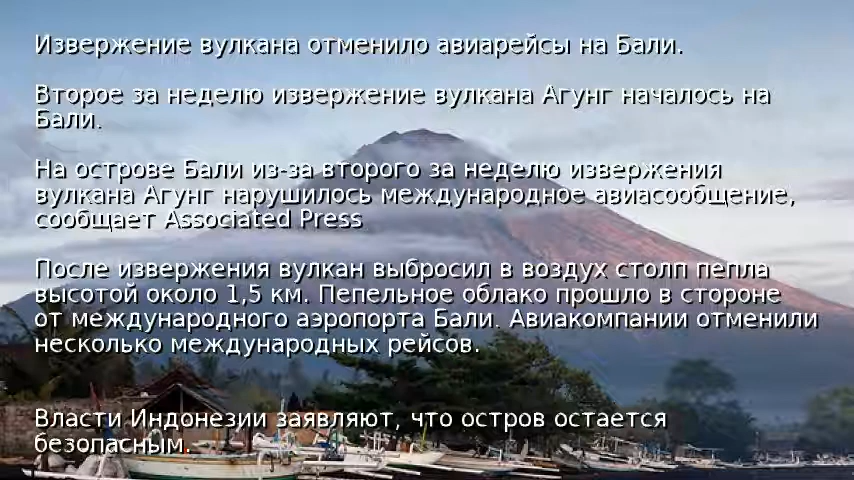 Извержение вулкана отменило авиарейсы на Бали.
Второе за неделю извержение вулкана Агунг началось на
Бали.
На острове Бали из-за второго за неделю извержения
вулкана Агунг нарушилось международное авиасообщение,
сообщает Associated Press
После извержения вулкан выбросил в воздух столп пепла
высотой около 1,5 км. Пепельное облако прошло в стороне
от международного аэропорта Бали. Авиакомпании отменили
несколько международных рейсов.
Власти Индонезии заявляют, что остров остается
безопасным.